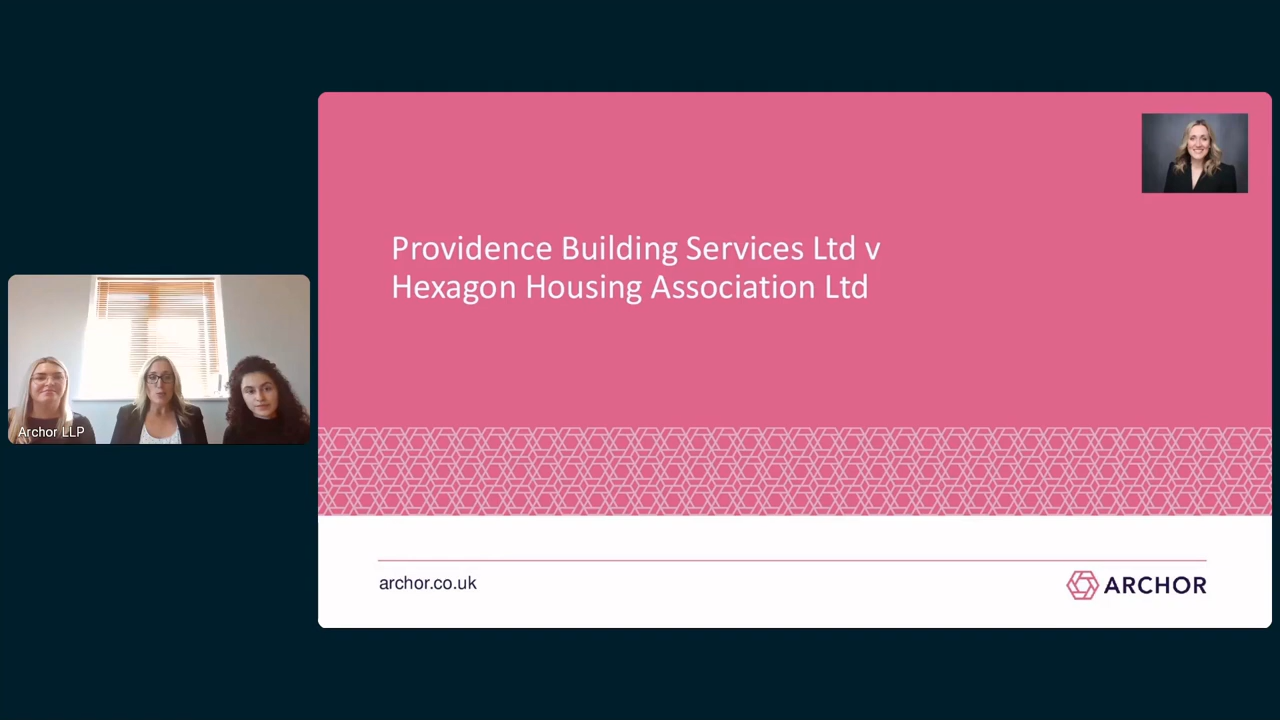 Providence Building Services Ltd v
Hexagon Housing Association Ltd
Archor LLP
archor.co.uk
ARCHOR